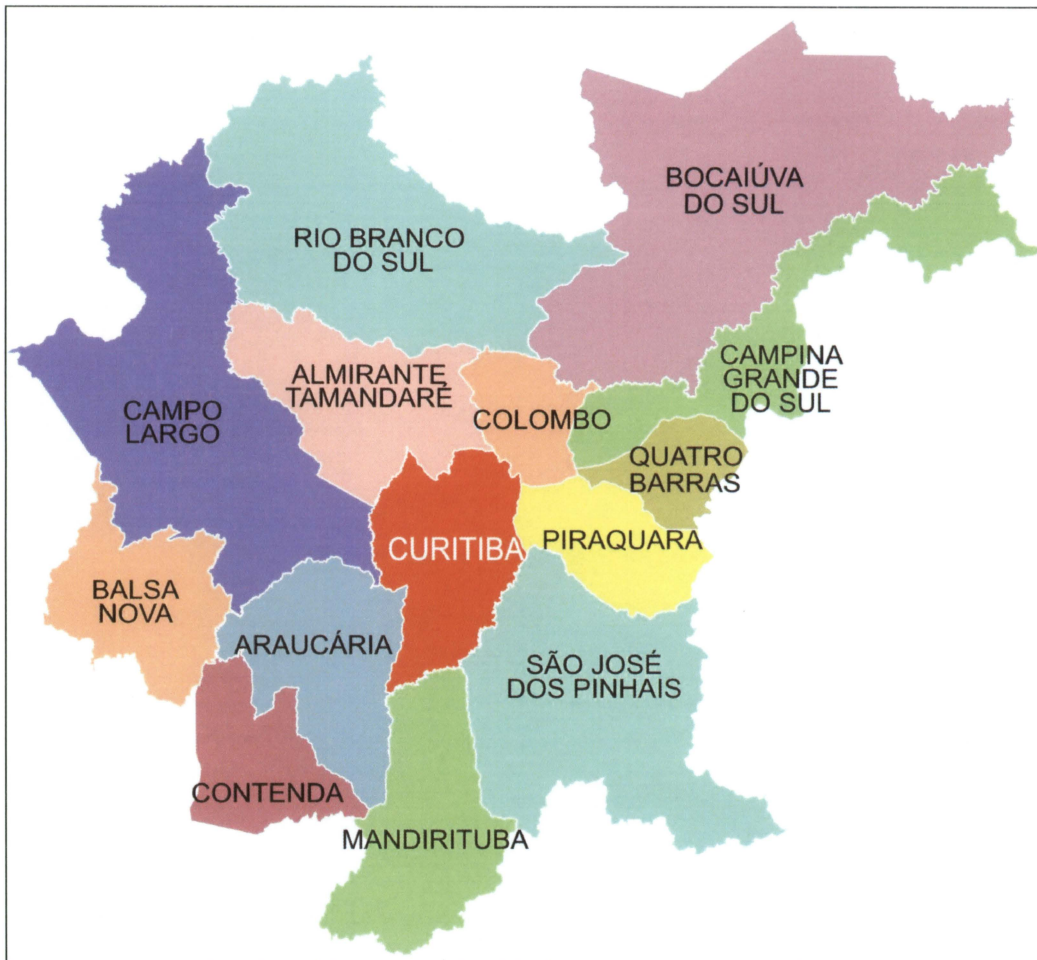 BOCAIÚVA
DO SUL
RIO BRANCO
DO SUL
CAMPINA
GRANDE
DO SUL
ALMIRANTE
TAMANDARÉ
CAMPO
LARGO
COLOMBO
QUATRO
BARRAS
CURITIBA
PIRAQUARA
BALSA
NOVA
ARAUCÁRIA
SÃO JOSÉ
DOS PINHAIS
CONTENDA
MANDIRITUBA